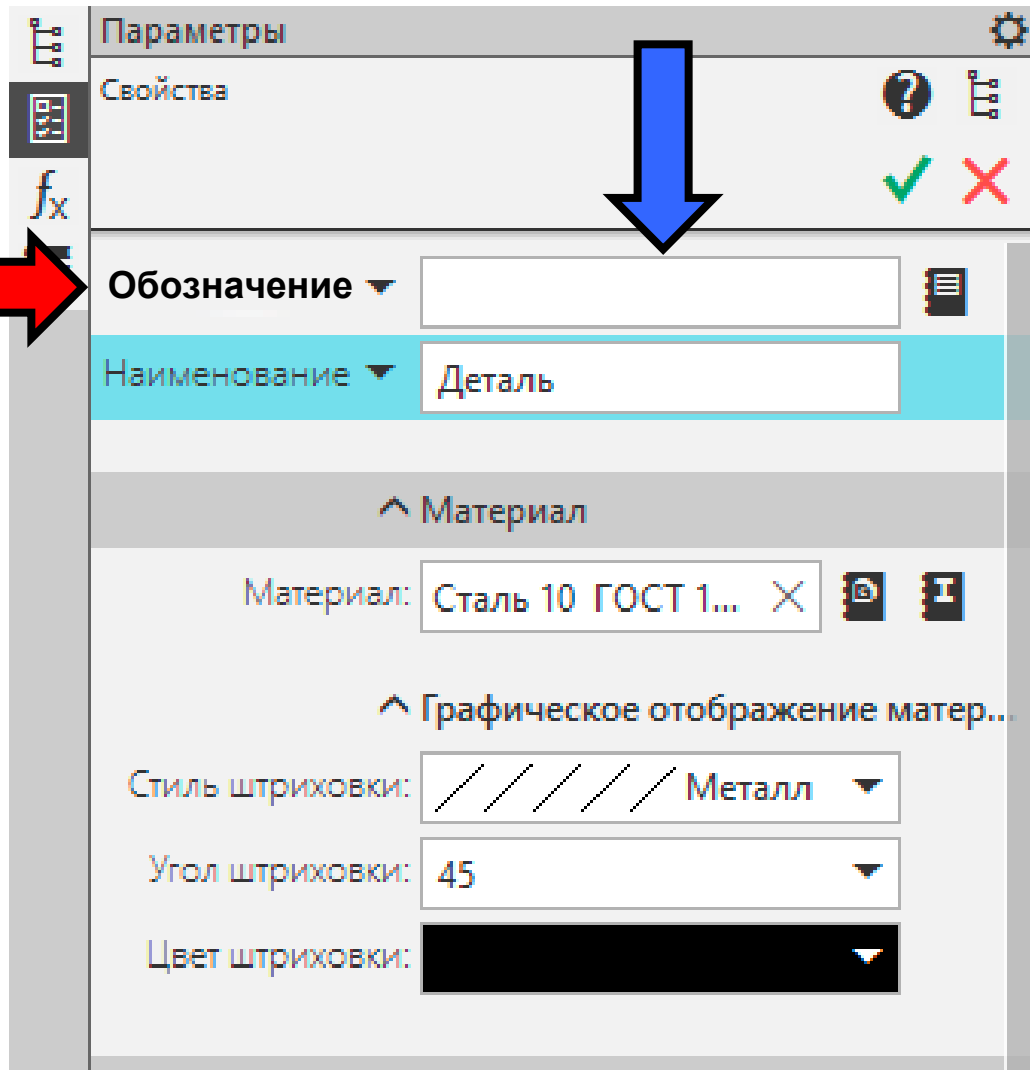 Параметры
Свойства
fx
Обозначение
Наименование Деталь
Материал
Материал: Сталь 10 ГОСТ 1...
Графическое отображение матер...
Стиль штриховки: Металл
Угол штриховки: 45
Цвет штриховки: